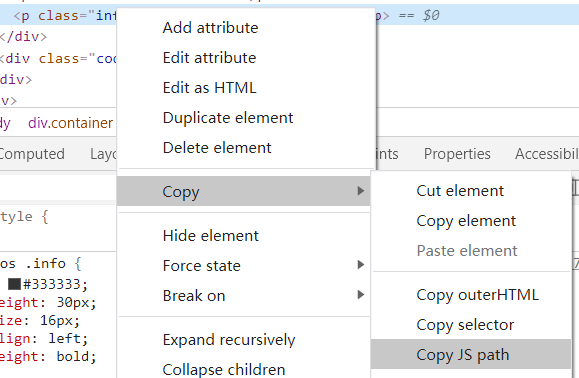 <p class="inf > == $0
Add attribute
</div>
Edit attribute
<div class="cod
Edit as HTML
div>
Duplicate element
v>
Delete element
dy div.container
Computed Layo nts Properties Accessibil
Copy
Cut element
Copy element
Paste element
tyle {
Hide element
os .info {
Force state
#333333;
Copy outerHTML
eight: 30px;
Break on
ize: 16px;
Copy selector
lign: left;
Expand recursively
Copy JS path
eight: bold;
Collapse children